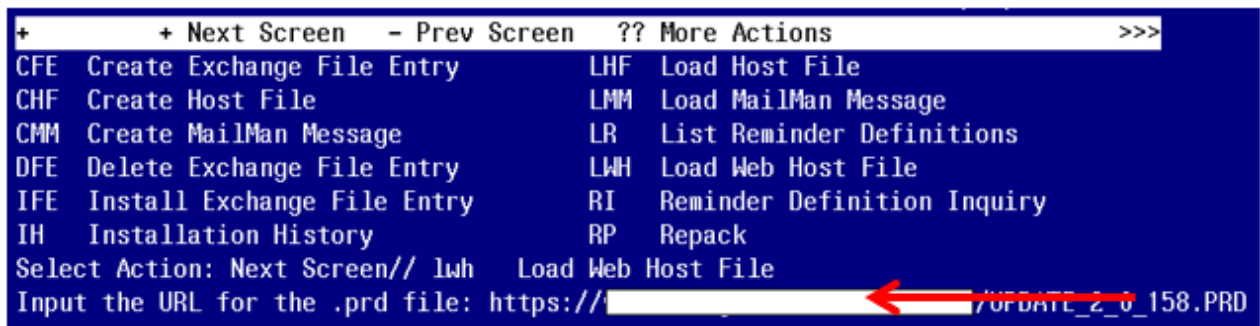 + + Next Screen - Prev Screen ?? More Actions >>>
CFE Create Exchange File Entry LHF Load Host File
CHF Create Host File LMM Load MailMan Message
CMM Create MailMan Message LR List Reminder Definitions
DFE Delete Exchange File Entry LWH Load Web Host File
IFE Install Exchange File Entry RI Reminder Definition Inquiry
IH Installation History RP Repack
Select Action: Next Screen// lwh Load Web Host File
Input the URL for the .prd file: https:// /UPDATE_2_0_158.PRD